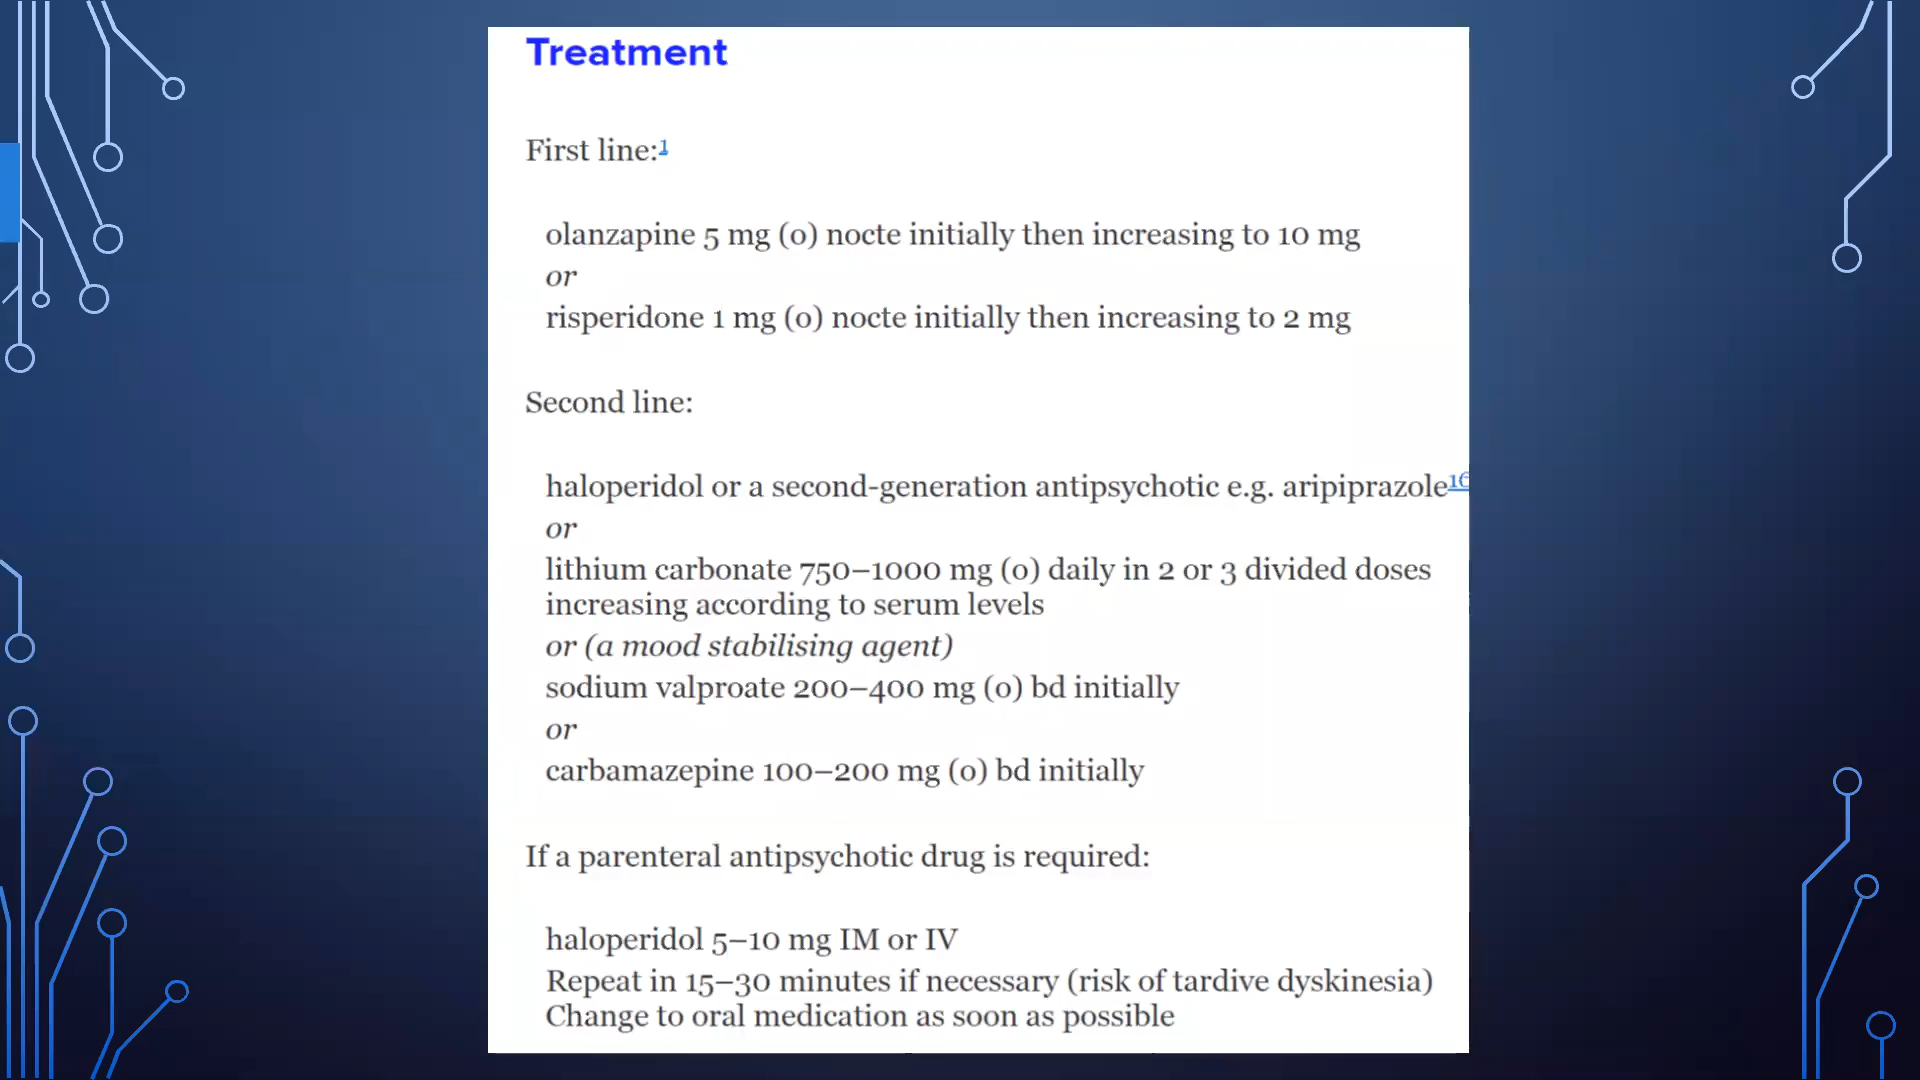 Treatment
First line:1
olanzapine 5 mg (o) nocte initially then increasing to 10 mg
or
risperidone 1 mg (o) nocte initially then increasing to 2 mg
Second line:
haloperidol or a second-generation antipsychotic e.g. aripiprazole16
or
lithium carbonate 750–1000 mg (o) daily in 2 or 3 divided doses
increasing according to serum levels
or (a mood stabilising agent)
sodium valproate 200–400 mg (o) bd initially
or
carbamazepine 100–200 mg (o) bd initially
If a parenteral antipsychotic drug is required:
haloperidol 5–10 mg IM or IV
Repeat in 15–30 minutes if necessary (risk of tardive dyskinesia)
Change to oral medication as soon as possible